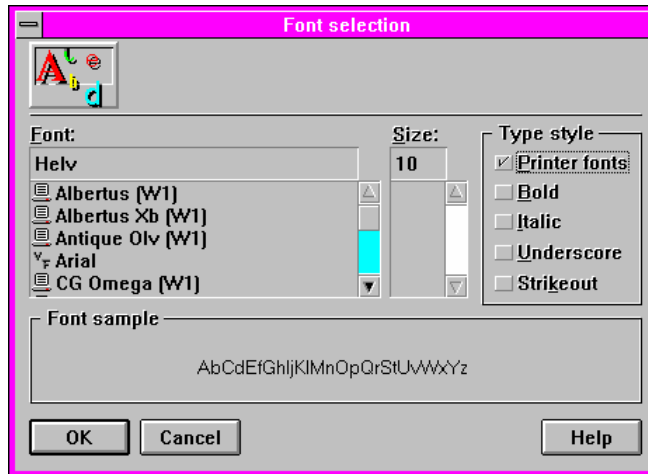 Font selection
A t e b d
Font:
Size:
Type style
Helv
10
Printer fonts
Albertus (W1)
Albertus Xb (W1)
Antique Olv (W1)
Arial
CG Omega (W1)
Bold
Italic
Underscore
Strikeout
Font sample
AbCdEfGhIjKlMnOpQrStUvWxYz
OK
Cancel
Help